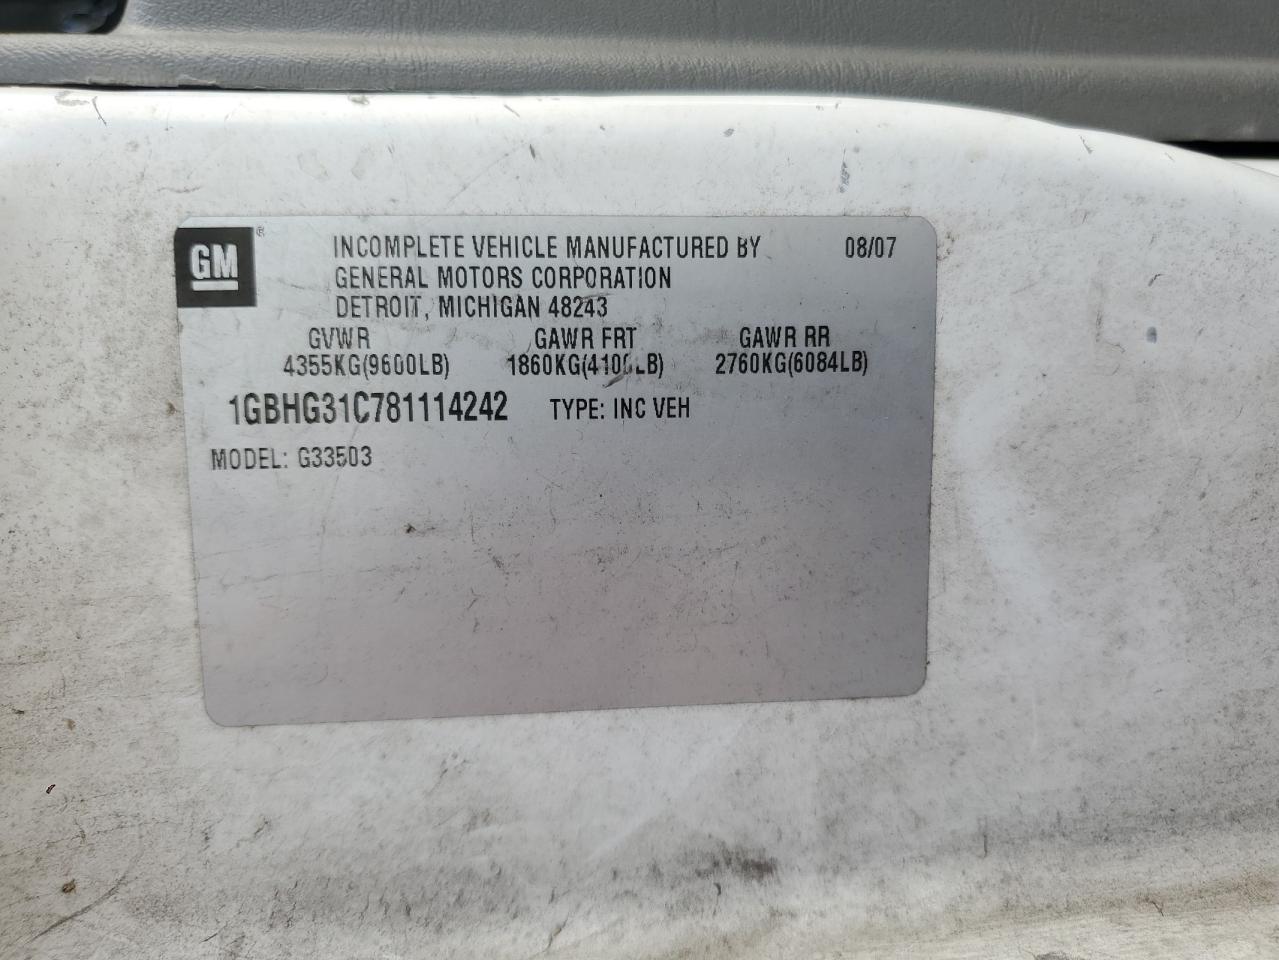 GM ® INCOMPLETE VEHICLE MANUFACTURED BY 08/07
GENERAL MOTORS CORPORATION
DETROIT, MICHIGAN 48243
GVWR GAWR FRT GAWR RR
4355KG(9600LB) 1860KG(4100LB) 2760KG(6084LB)
1GBHG31C781114242 TYPE: INC VEH
MODEL: G33503